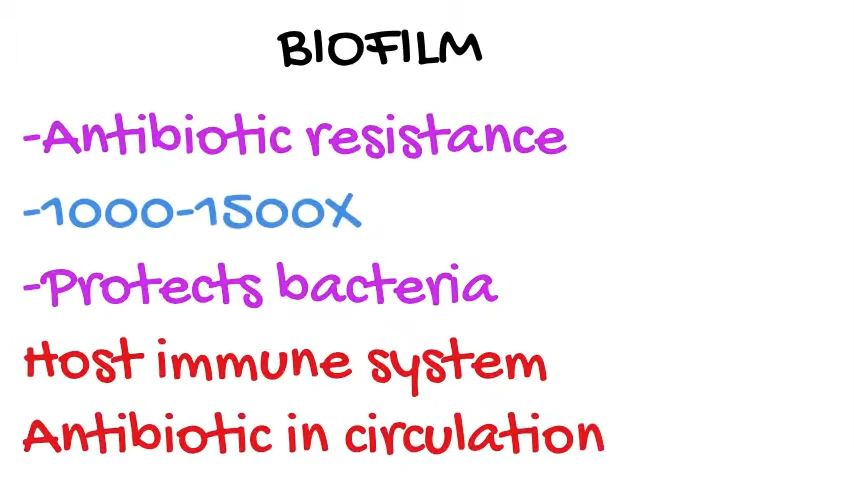 BIOFILM
-Antibiotic resistance
-1000-1500X
-Protects bacteria
Host immune system
Antibiotic in circulation